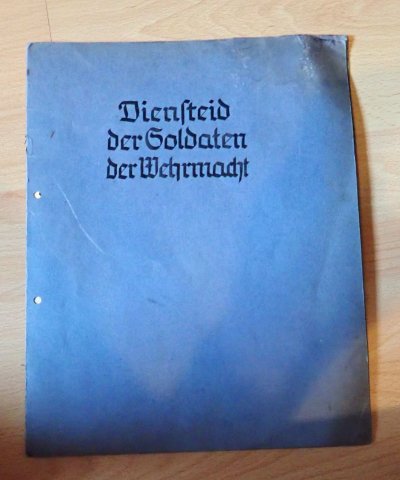 Diensteid
der Soldaten
der Wehrmacht